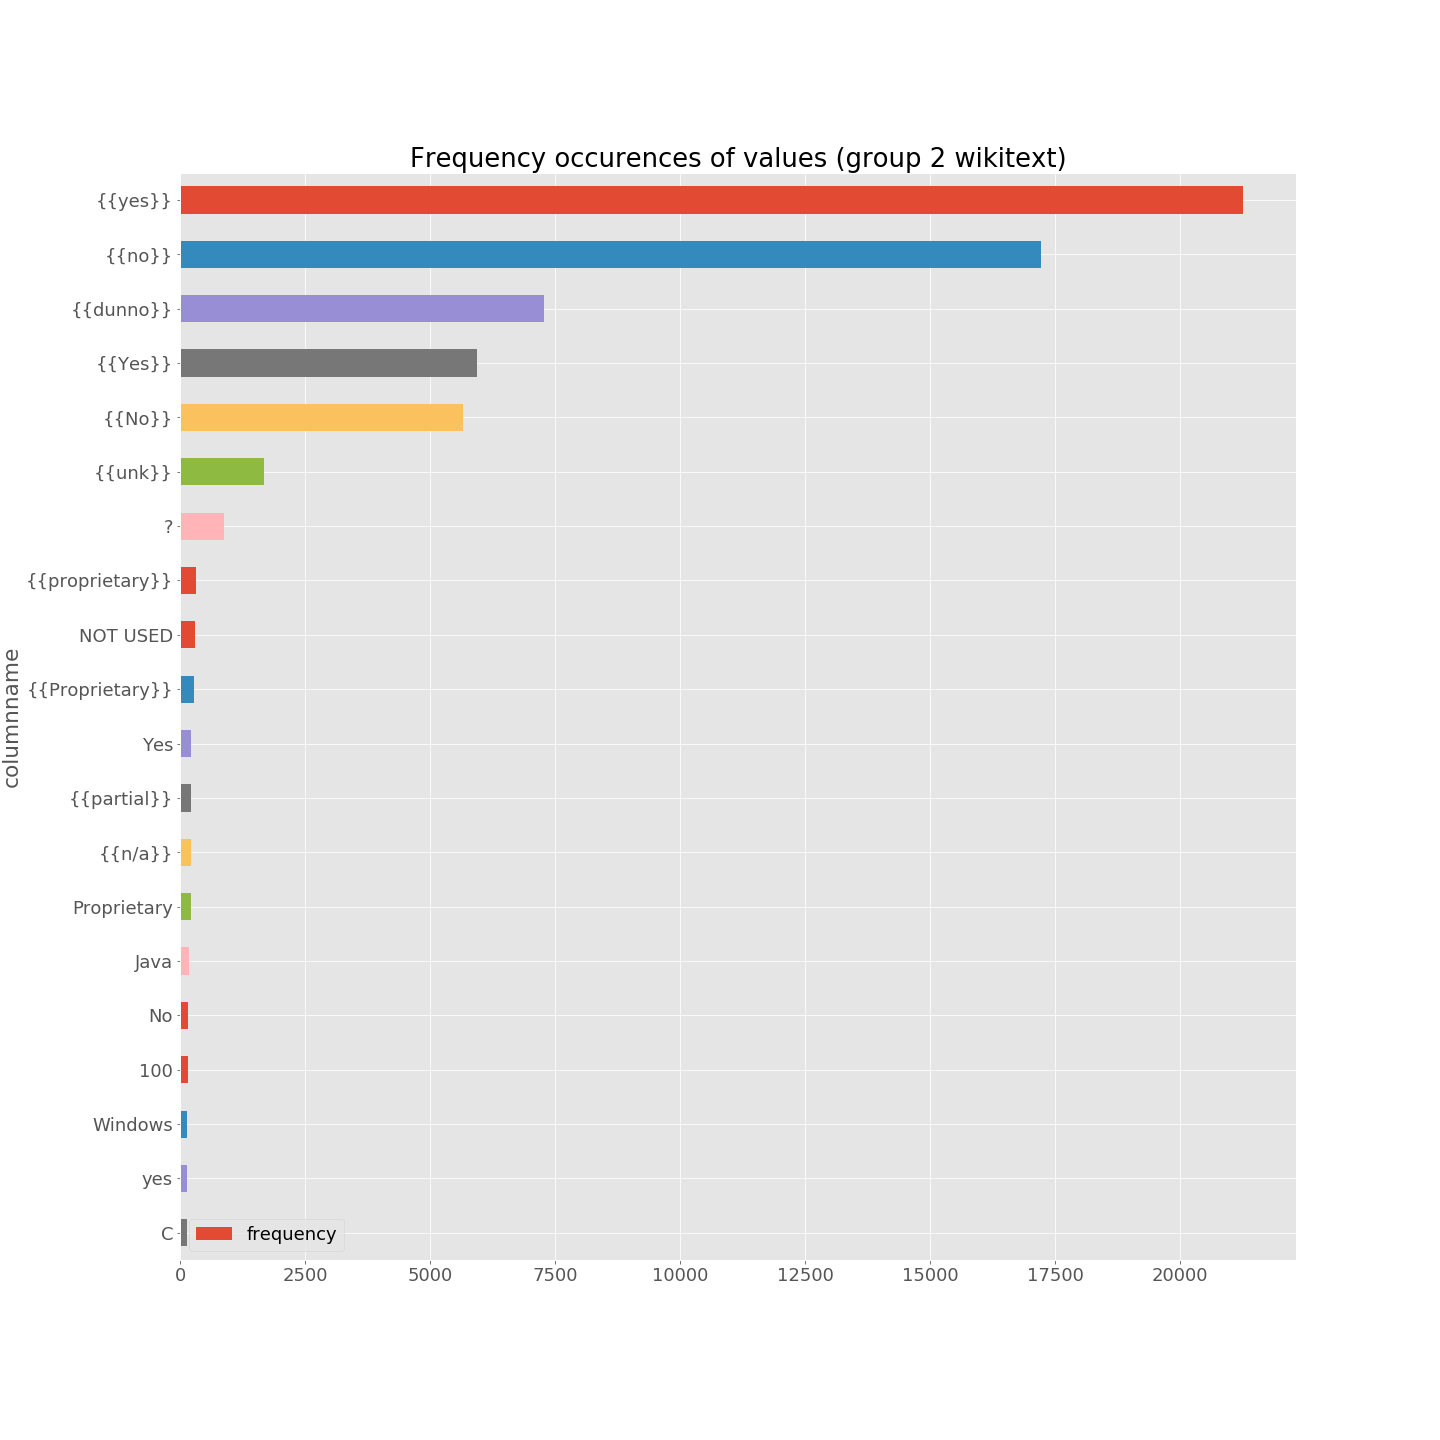 Frequency occurences of values (group 2 wikitext)
{{yes}}
{{no}}
{{dunno}}
{{Yes}}
{{No}}
{{unk}}
?
{{proprietary}}
NOT USED
{{Proprietary}}
Yes
{{partial}}
{{n/a}}
Proprietary
Java
No
100
Windows
yes
C
columnname
frequency
0 2500 5000 7500 10000 12500 15000 17500 20000